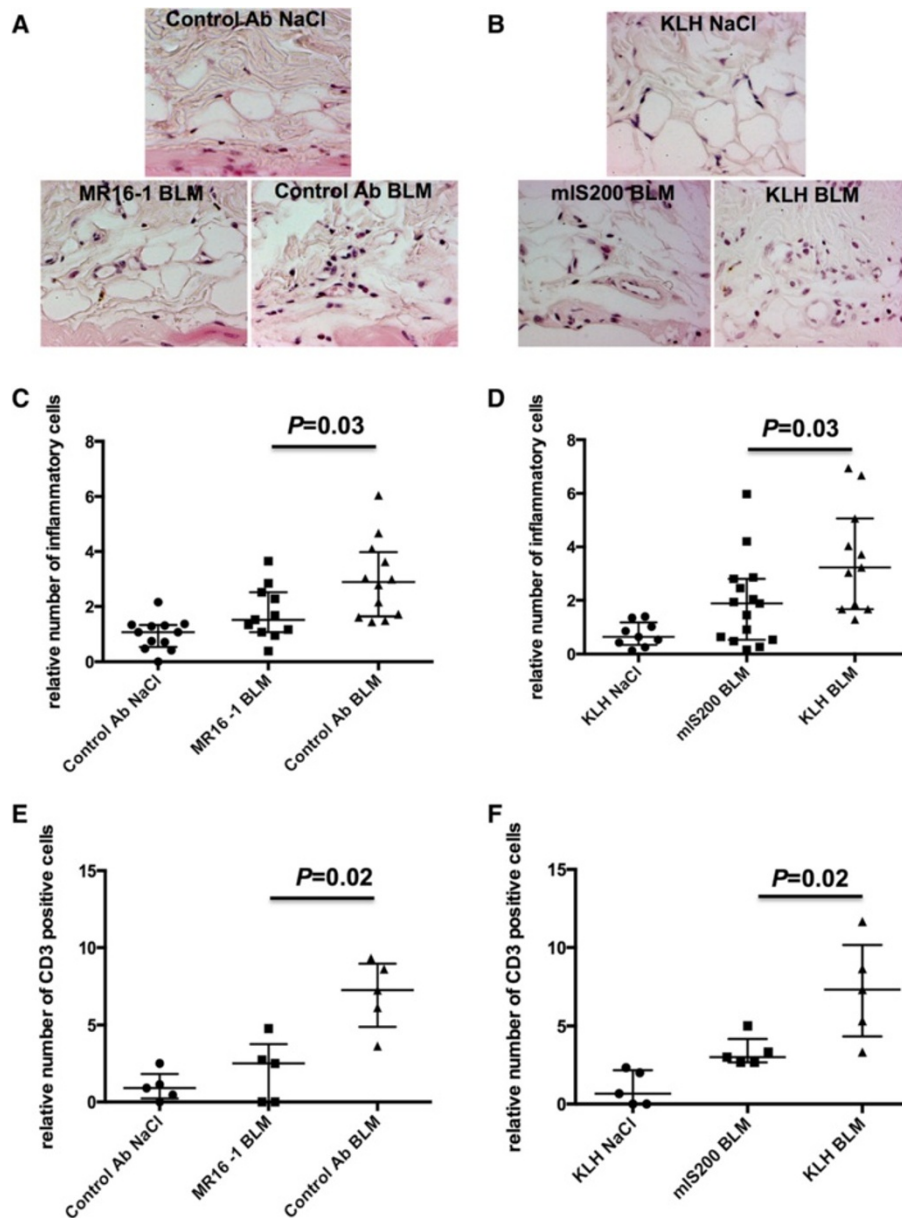 A
Control Ab NaCl
MR16-1 BLM
Control Ab BLM
B
KLH NaCl
mIS200 BLM
KLH BLM
C
relative number of inflammatory cells
8
6
4
2
0
P=0.03
Control Ab NaCl
MR16 -1 BLM
Control Ab BLM
D
relative number of inflammatory cells
8
6
4
2
0
P=0.03
KLH NaCl
mIS200 BLM
KLH BLM
E
relative number of CD3 positive cells
15
10
5
0
P=0.02
Control Ab NaCl
MR16 -1 BLM
Control Ab BLM
F
relative number of CD3 positive cells
15
10
5
0
P=0.02
KLH NaCl
mIS200 BLM
KLH BLM